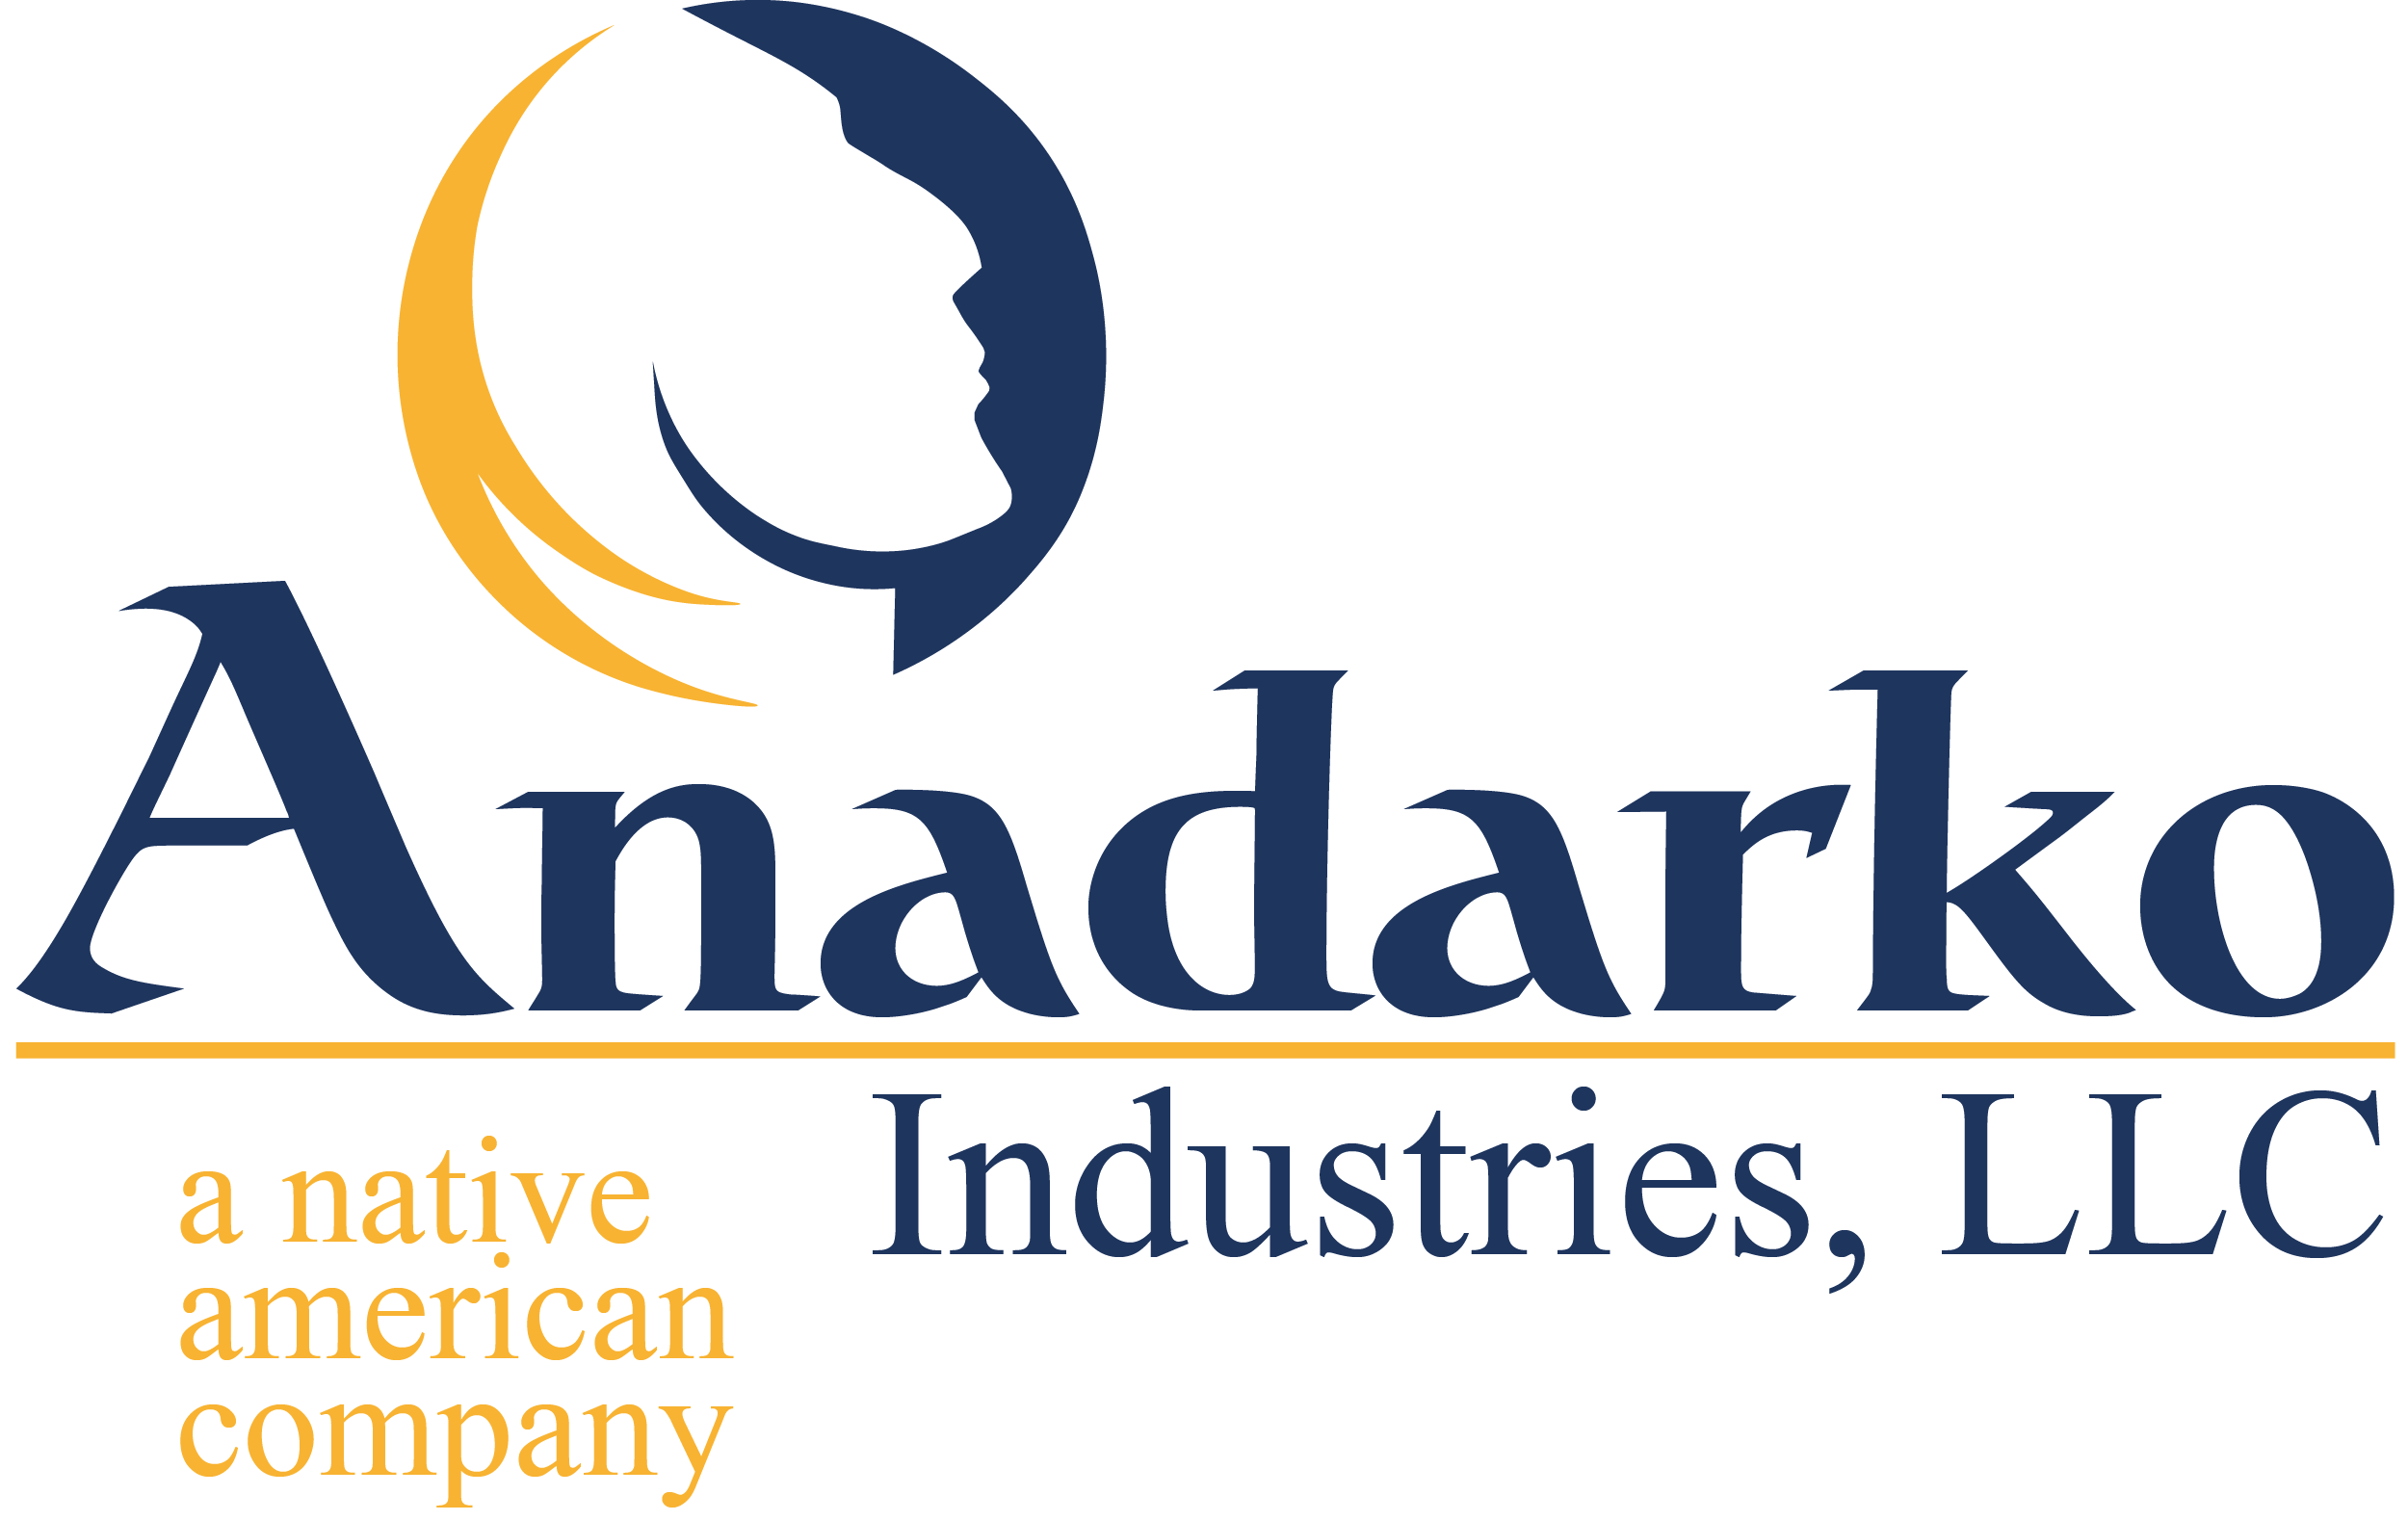 Anadarko
Industries, LLC
a native
american
company